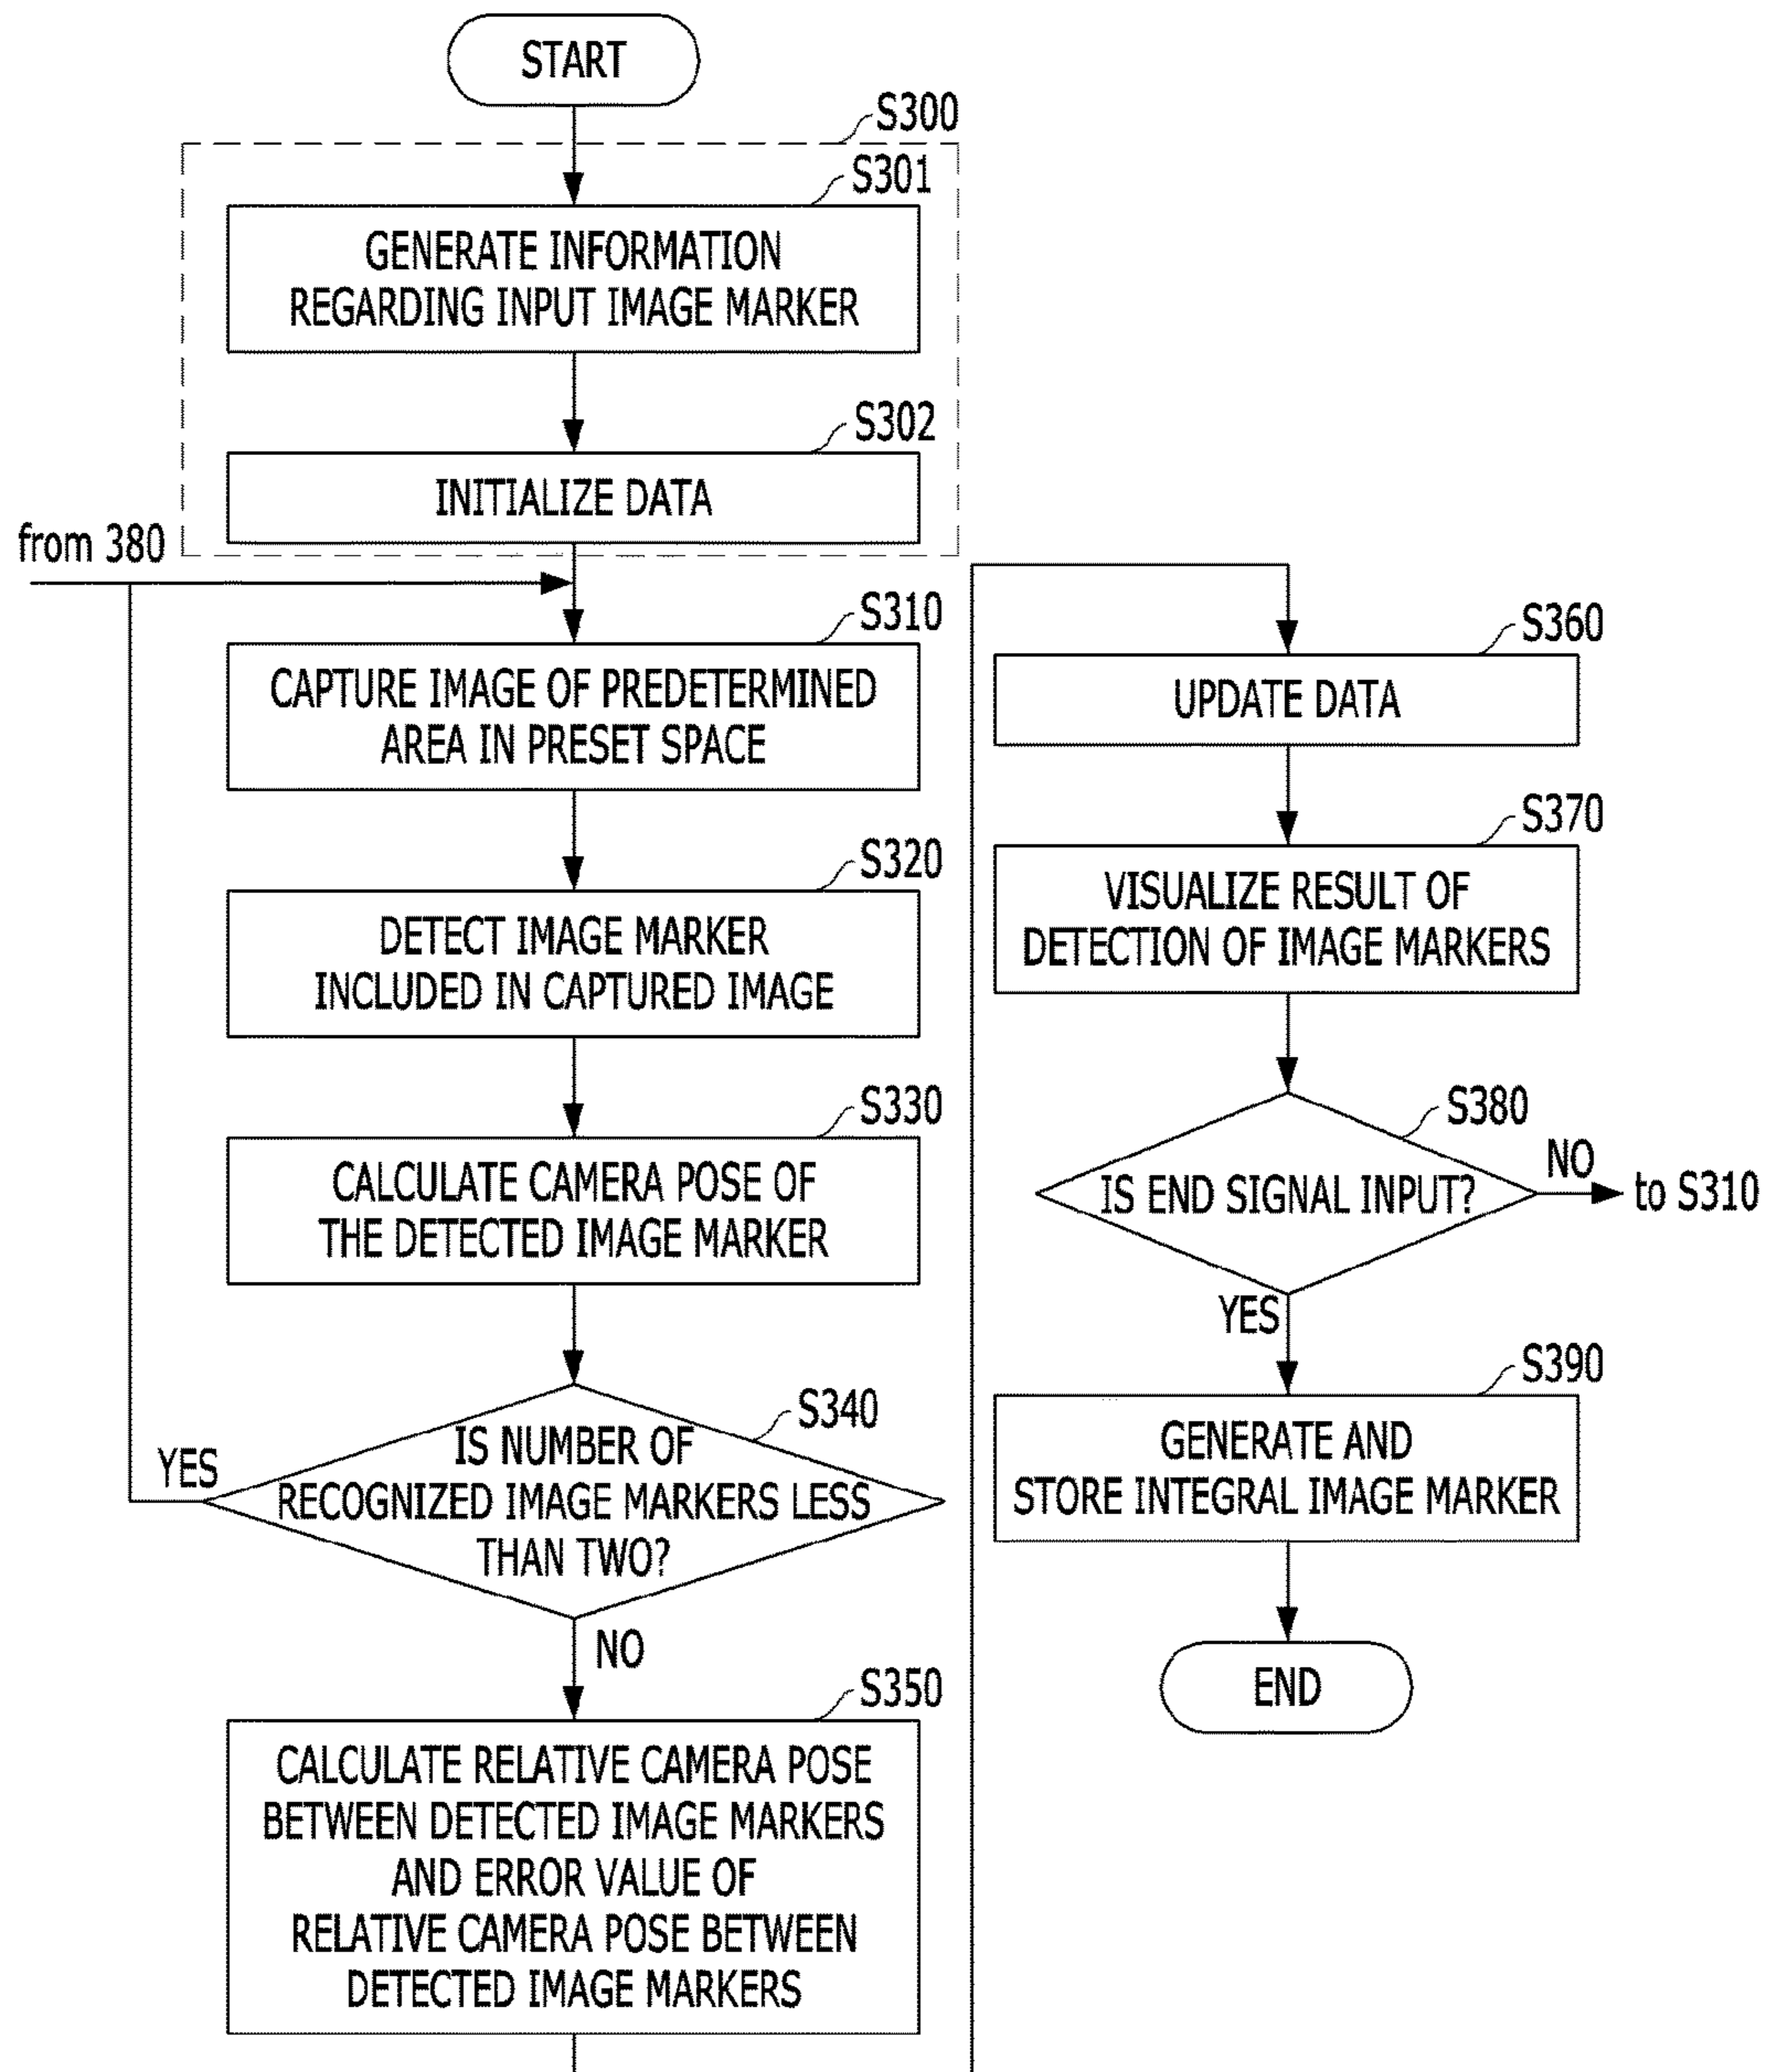 START
S300
S301
GENERATE INFORMATION
REGARDING INPUT IMAGE MARKER
S302
INITIALIZE DATA
from 380
S310
CAPTURE IMAGE OF PREDETERMINED
AREA IN PRESET SPACE
S320
DETECT IMAGE MARKER
INCLUDED IN CAPTURED IMAGE
S330
CALCULATE CAMERA POSE OF
THE DETECTED IMAGE MARKER
S340
IS NUMBER OF
RECOGNIZED IMAGE MARKERS LESS
THAN TWO?
YES
NO
S350
CALCULATE RELATIVE CAMERA POSE
BETWEEN DETECTED IMAGE MARKERS
AND ERROR VALUE OF
RELATIVE CAMERA POSE BETWEEN
DETECTED IMAGE MARKERS
S360
UPDATE DATA
S370
VISUALIZE RESULT OF
DETECTION OF IMAGE MARKERS
S380
IS END SIGNAL INPUT?
NO
to S310
YES
S390
GENERATE AND
STORE INTEGRAL IMAGE MARKER
END